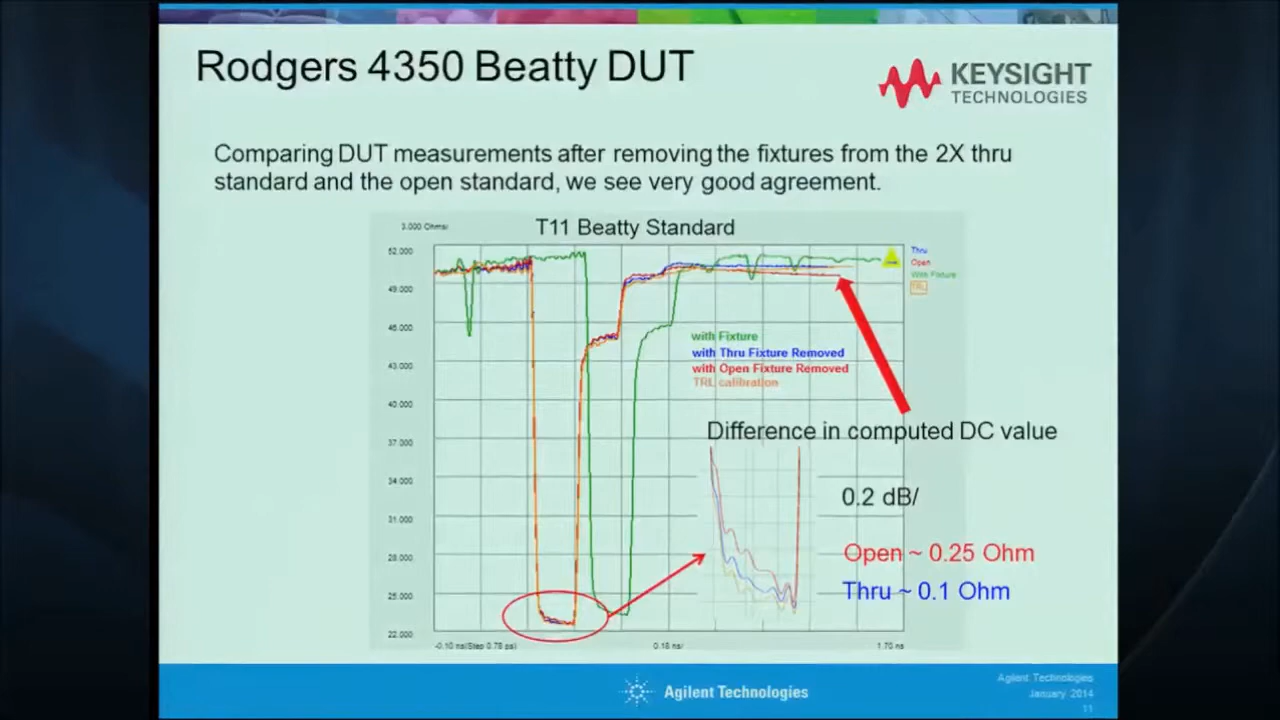 Rodgers 4350 Beatty DUT
KEYSIGHT
TECHNOLOGIES
Comparing DUT measurements after removing the fixtures from the 2X thru
standard and the open standard, we see very good agreement.
3.000 Ohms/
T11 Beatty Standard
52.000
49.000
46.000
43.000
40.000
37.000
34.000
31.000
28.000
25.000
22.000
Thru
Open
With Fixture
TRL
with Fixture
with Thru Fixture Removed
with Open Fixture Removed
TRL calibration
Difference in computed DC value
0.2 dB/
Open ~ 0.25 Ohm
Thru ~ 0.1 Ohm
-0.10 ns(Step 0.78 ps)
0.18 ns/
1.70 ns
Agilent Technologies
Agilent Technologies
January 2014
11